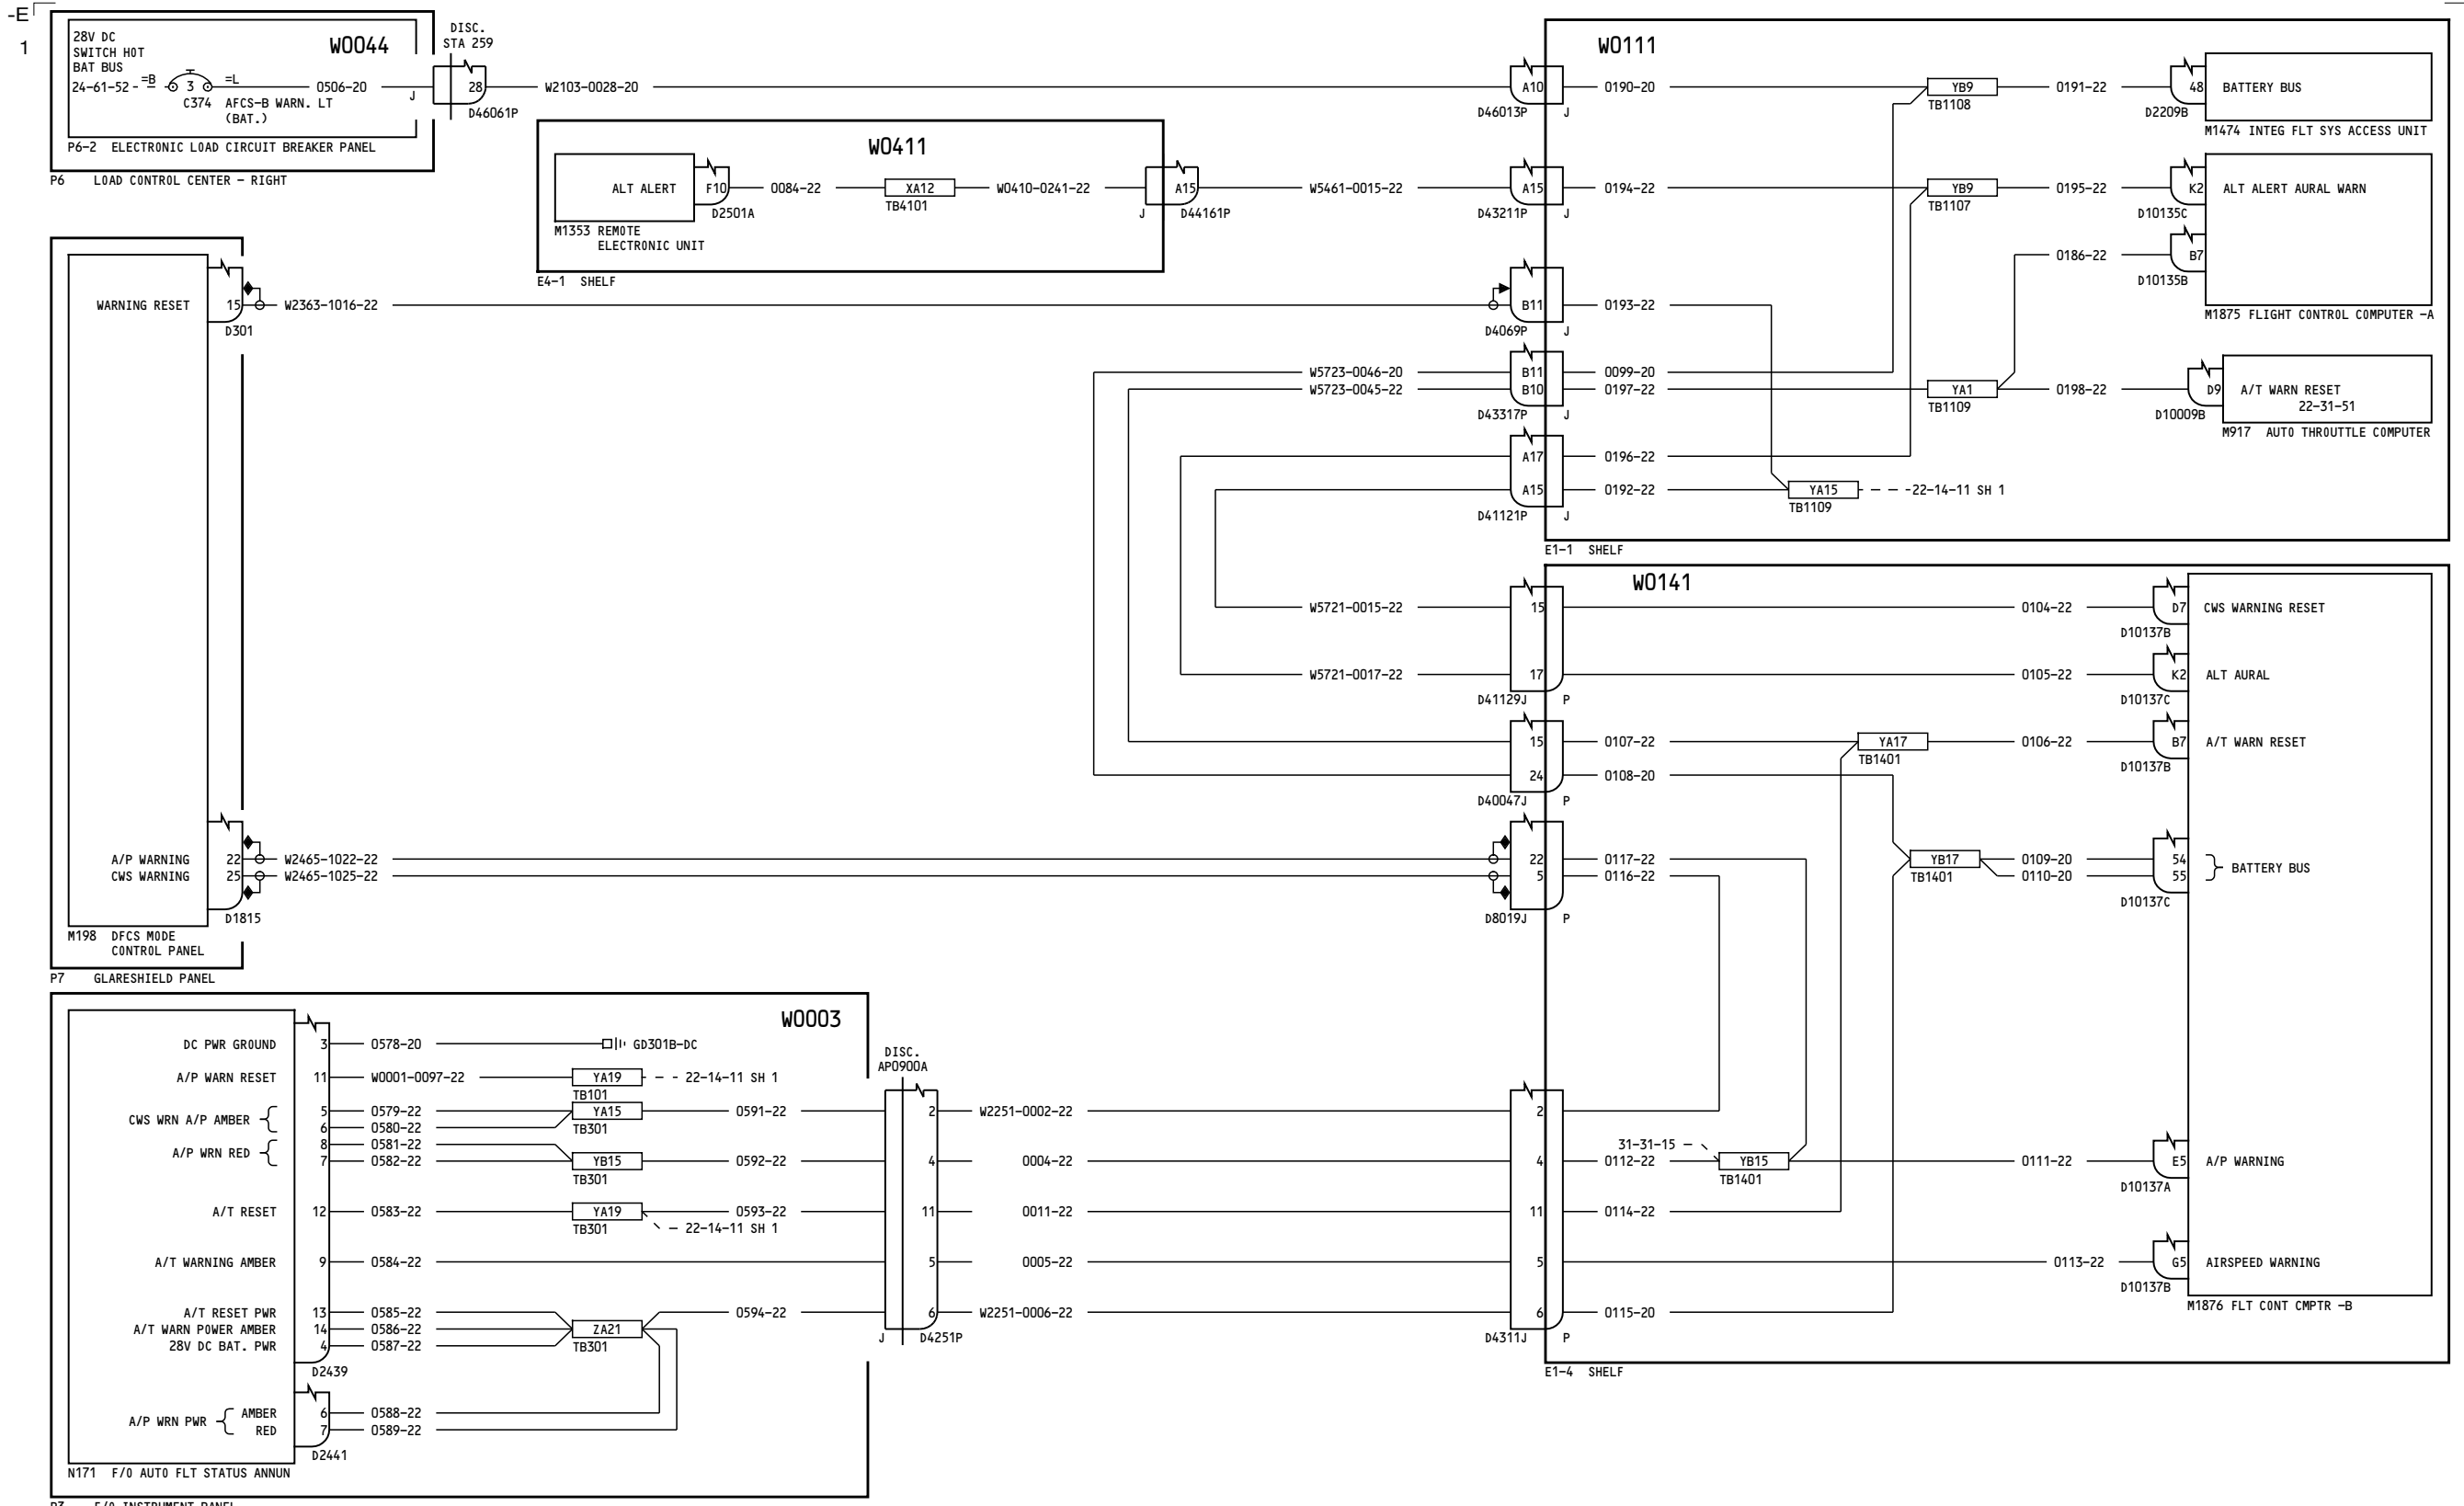 -E
1
28V DC
SWITCH HOT
BAT BUS
24-61-52
=B
3
=L
C374 AFCS-B WARN. LT
(BAT.)
0506-20
J
W0044
P6-2 ELECTRONIC LOAD CIRCUIT BREAKER PANEL
P6 LOAD CONTROL CENTER - RIGHT
DISC.
STA 259
28
D46061P
W2103-0028-20
W0411
ALT ALERT
F10
D2501A
0084-22
XA12
TB4101
W0410-0241-22
J
A15
D44161P
M1353 REMOTE
ELECTRONIC UNIT
E4-1 SHELF
W5461-0015-22
W0111
A10
D46013P
J
0190-20
YB9
TB1108
0191-22
48
D2209B
BATTERY BUS
M1474 INTEG FLT SYS ACCESS UNIT
A15
D43211P
J
0194-22
YB9
TB1107
0195-22
K2
D10135C
ALT ALERT AURAL WARN
0186-22
B7
D10135B
M1875 FLIGHT CONTROL COMPUTER -A
WARNING RESET
15
D301
W2363-1016-22
B11
D4069P
J
0193-22
W5723-0046-20
B11
0099-20
W5723-0045-22
B10
0197-22
D43317P
J
YA1
TB1109
0198-22
D9
D10009B
A/T WARN RESET
22-31-51
M917 AUTO THROTTLE COMPUTER
A17
0196-22
A15
0192-22
D41121P
J
YA15
TB1109
22-14-11 SH 1
E1-1 SHELF
W0141
W5721-0015-22
15
0104-22
D7
D10137B
CWS WARNING RESET
W5721-0017-22
17
D41129J
P
0105-22
K2
D10137C
ALT AURAL
15
0107-22
YA17
TB1401
0106-22
B7
D10137B
A/T WARN RESET
24
0108-20
D40047J
P
A/P WARNING
22
W2465-1022-22
22
0117-22
CWS WARNING
25
W2465-1025-22
5
0116-22
D1815
D8019J
P
YB17
TB1401
0109-20
54
0110-20
55
D10137C
BATTERY BUS
M198 DFCS MODE
CONTROL PANEL
P7 GLARESHIELD PANEL
W0003
DC PWR GROUND
3
0578-20
GD301B-DC
A/P WARN RESET
11
W0001-0097-22
YA19
TB101
22-14-11 SH 1
CWS WRN A/P AMBER
5
0579-22
6
0580-22
YA15
TB301
0591-22
A/P WRN RED
8
0581-22
7
0582-22
YB15
TB301
0592-22
A/T RESET
12
0583-22
YA19
TB301
0593-22
22-14-11 SH 1
A/T WARNING AMBER
9
0584-22
A/T RESET PWR
13
0585-22
A/T WARN POWER AMBER
14
0586-22
28V DC BAT. PWR
4
0587-22
ZA21
TB301
0594-22
D2439
A/P WRN PWR
AMBER
6
0588-22
RED
7
0589-22
D2441
N171 F/O AUTO FLT STATUS ANNUN
P3 F/O INSTRUMENT PANEL
DISC.
AP0900A
2
W2251-0002-22
4
0004-22
11
0011-22
5
0005-22
6
W2251-0006-22
J
D4251P
2
4
0112-22
31-31-15
YB15
TB1401
0111-22
E5
D10137A
A/P WARNING
11
0114-22
5
0113-22
G5
D10137B
AIRSPEED WARNING
6
0115-20
D4311J
P
M1876 FLT CONT CMPTR -B
E1-4 SHELF